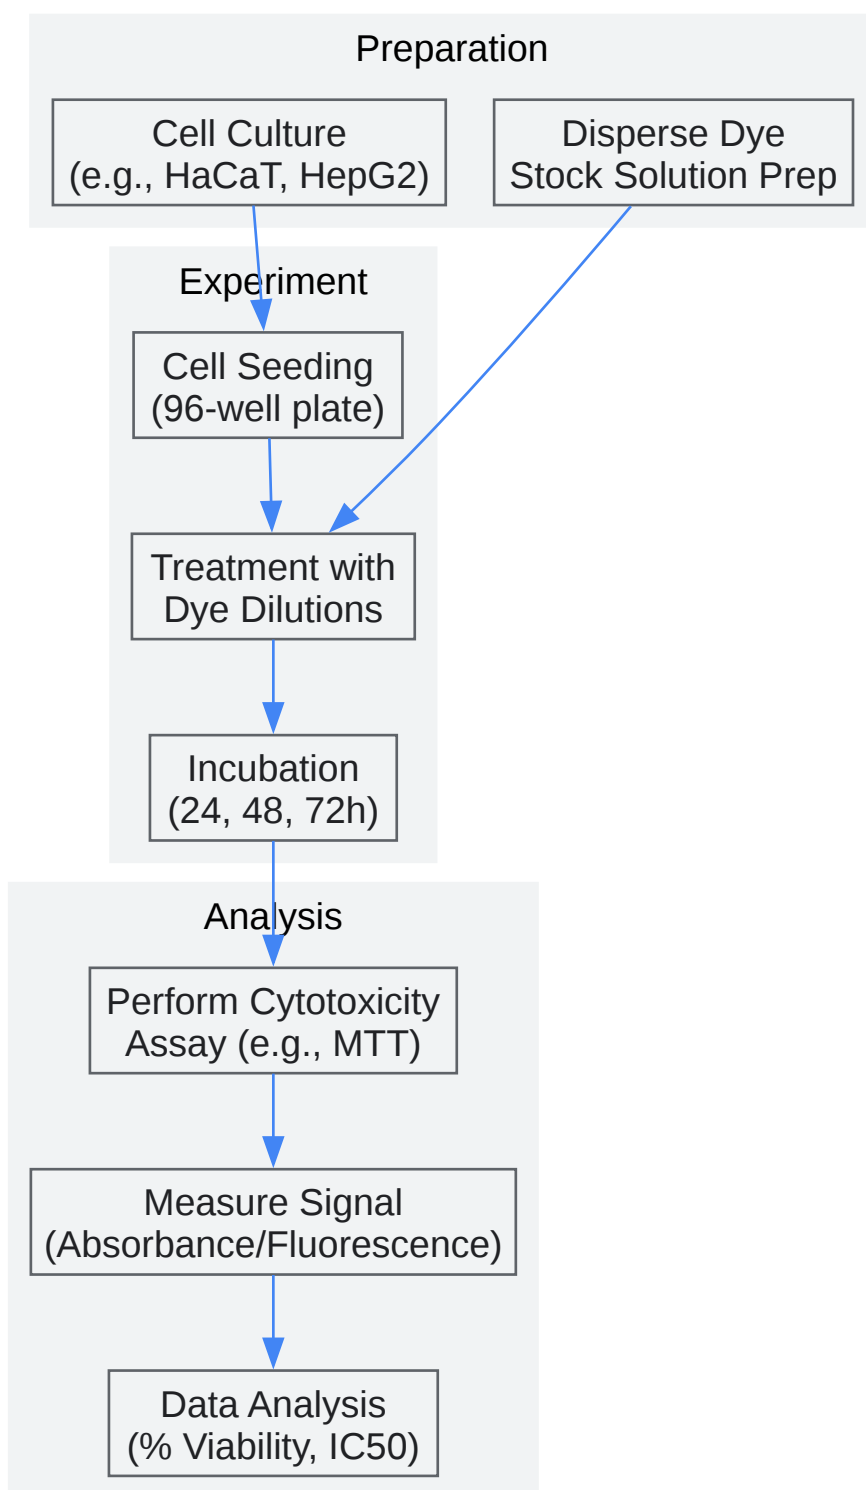 Preparation
Cell Culture
(e.g., HaCaT, HepG2)
Disperse Dye
Stock Solution Prep
Experiment
Cell Seeding
(96-well plate)
Treatment with
Dye Dilutions
Incubation
(24, 48, 72h)
Analysis
Perform Cytotoxicity
Assay (e.g., MTT)
Measure Signal
(Absorbance/Fluorescence)
Data Analysis
(% Viability, IC50)